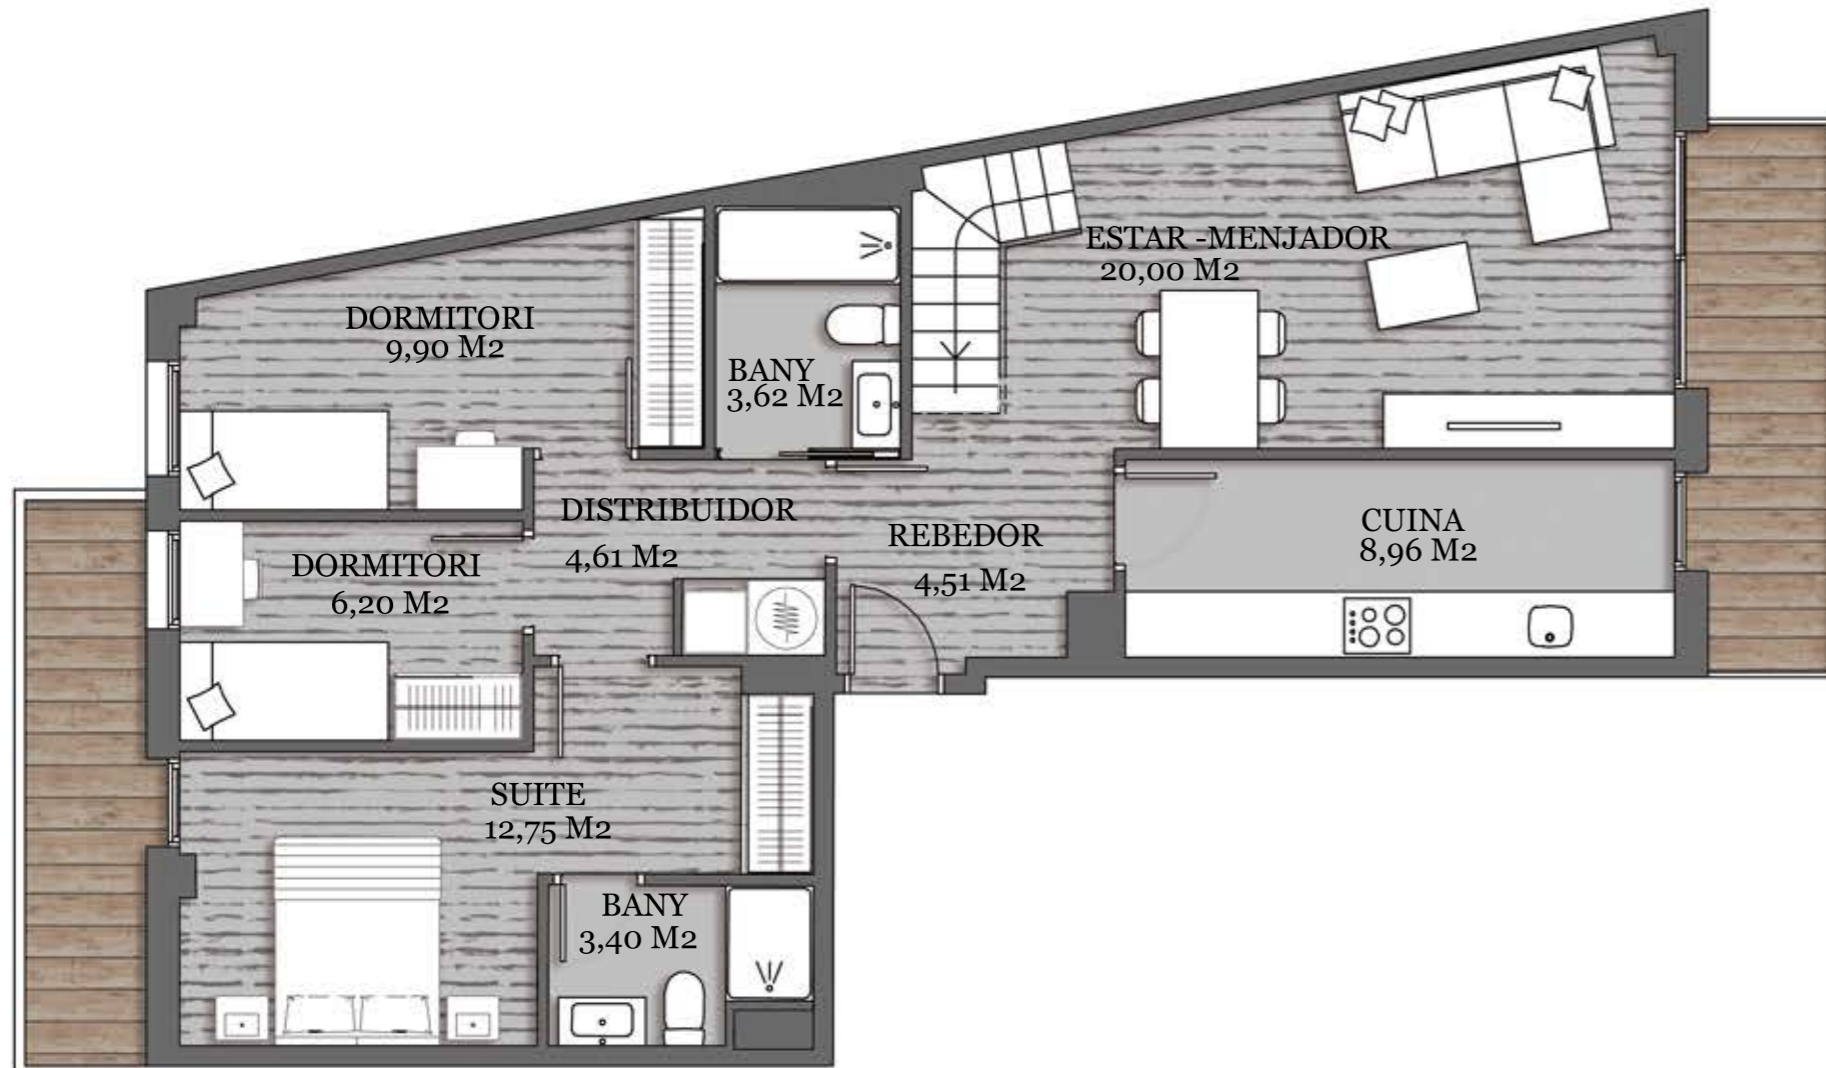 ESTAR -MENJADOR
20,00 M2
DORMITORI
9,90 M2
BANY
3,62 M2
DISTRIBUIDOR
4,61 M2
REBEDOR
4,51 M2
CUINA
8,96 M2
DORMITORI
6,20 M2
SUITE
12,75 M2
BANY
3,40 M2